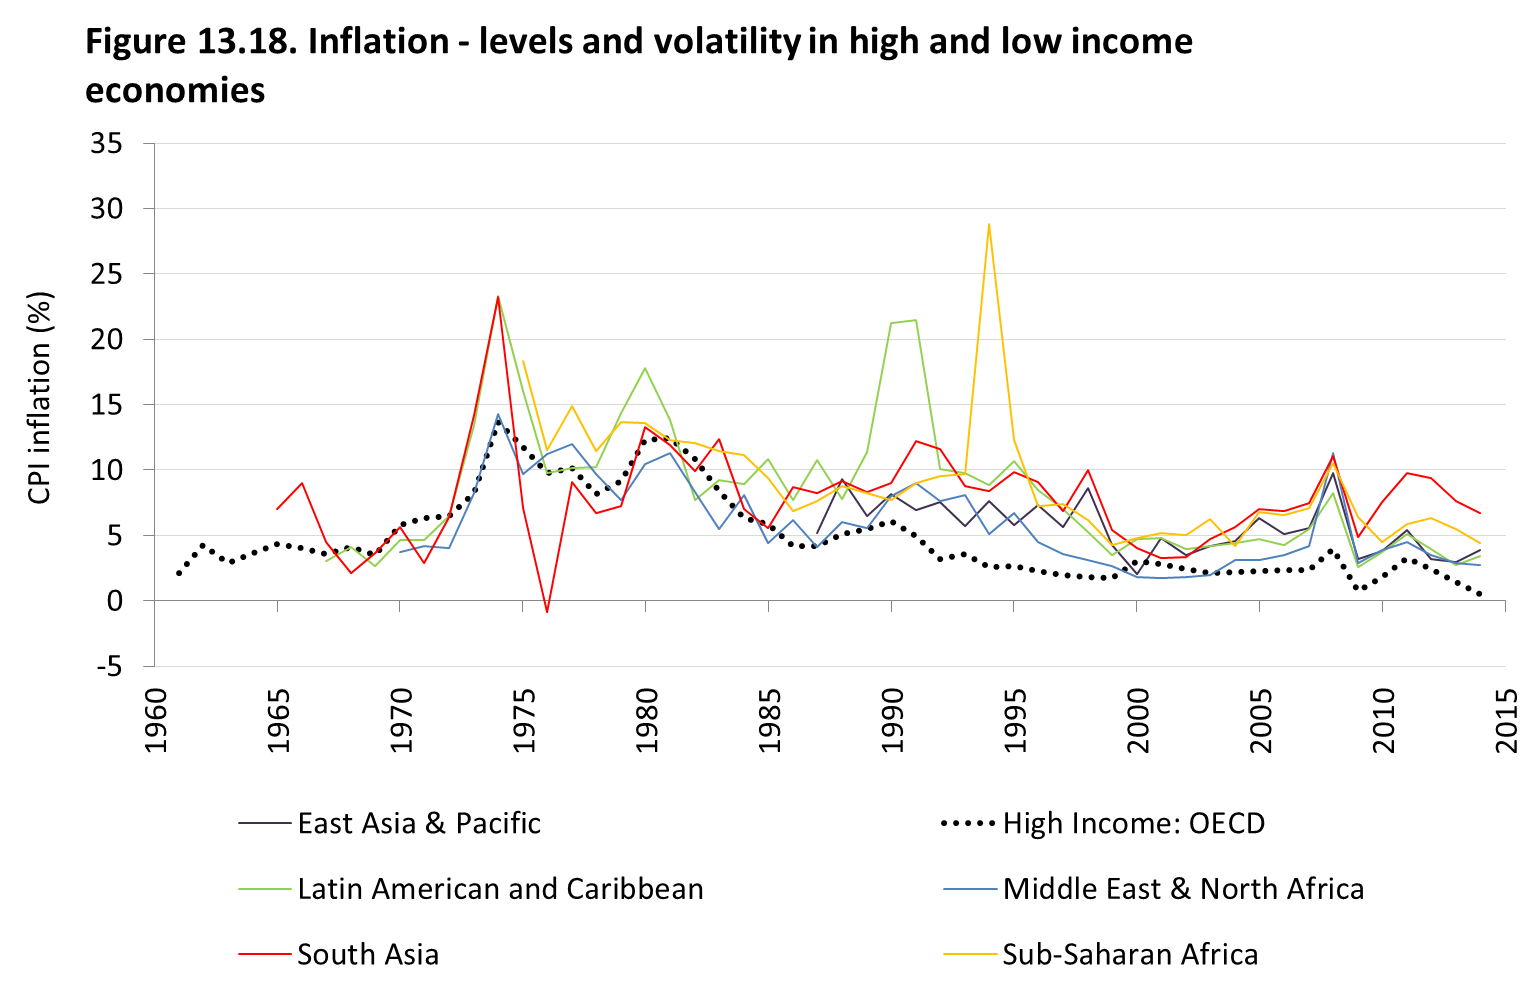 Figure 13.18. Inflation - levels and volatility in high and low income
economies
CPI inflation (%)
35
30
25
20
15
10
5
0
-5
1960
1965
1970
1975
1980
1985
1990
1995
2000
2005
2010
2015
East Asia & Pacific
High Income: OECD
Latin American and Caribbean
Middle East & North Africa
South Asia
Sub-Saharan Africa